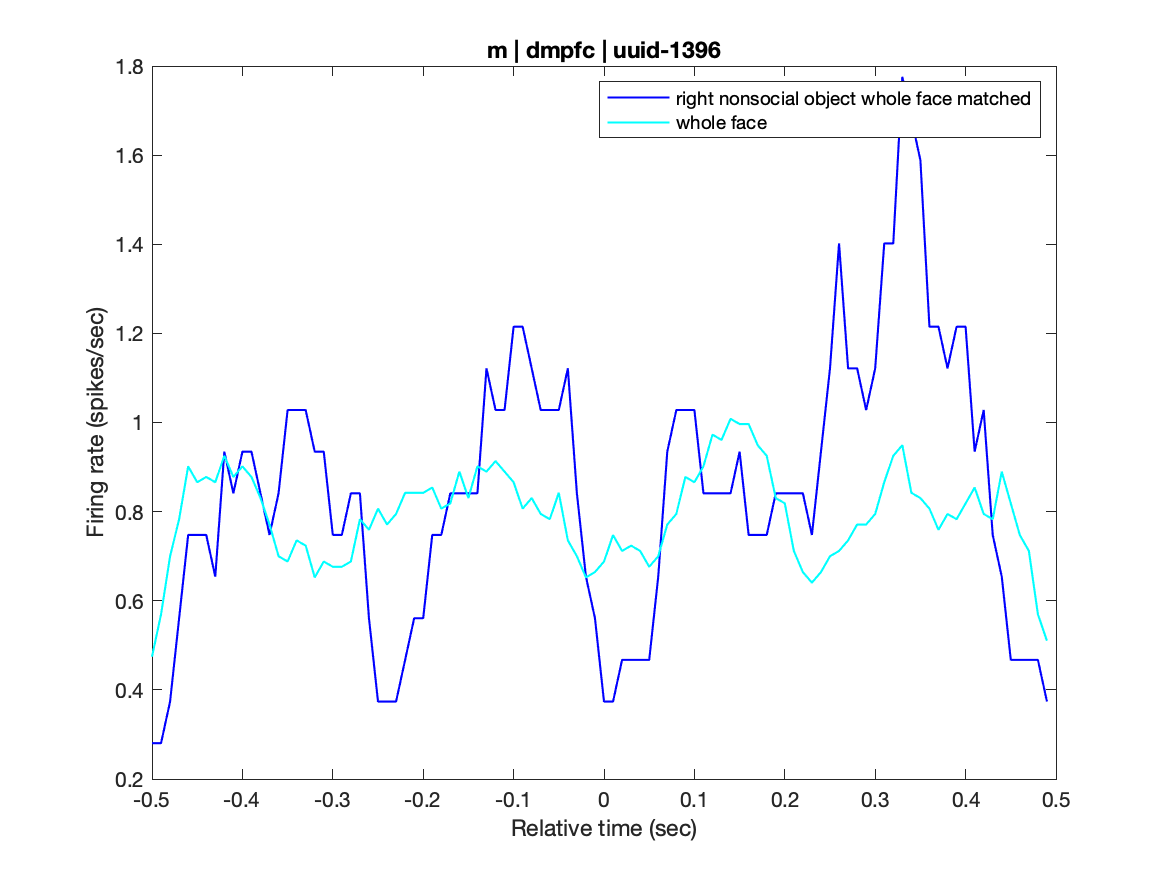 m | dmpfc | uuid-1396
right nonsocial object whole face matched
whole face
1.8
1.6
1.4
1.2
1
0.8
0.6
0.4
0.2
Firing rate (spikes/sec)
-0.5 -0.4 -0.3 -0.2 -0.1 0 0.1 0.2 0.3 0.4 0.5
Relative time (sec)